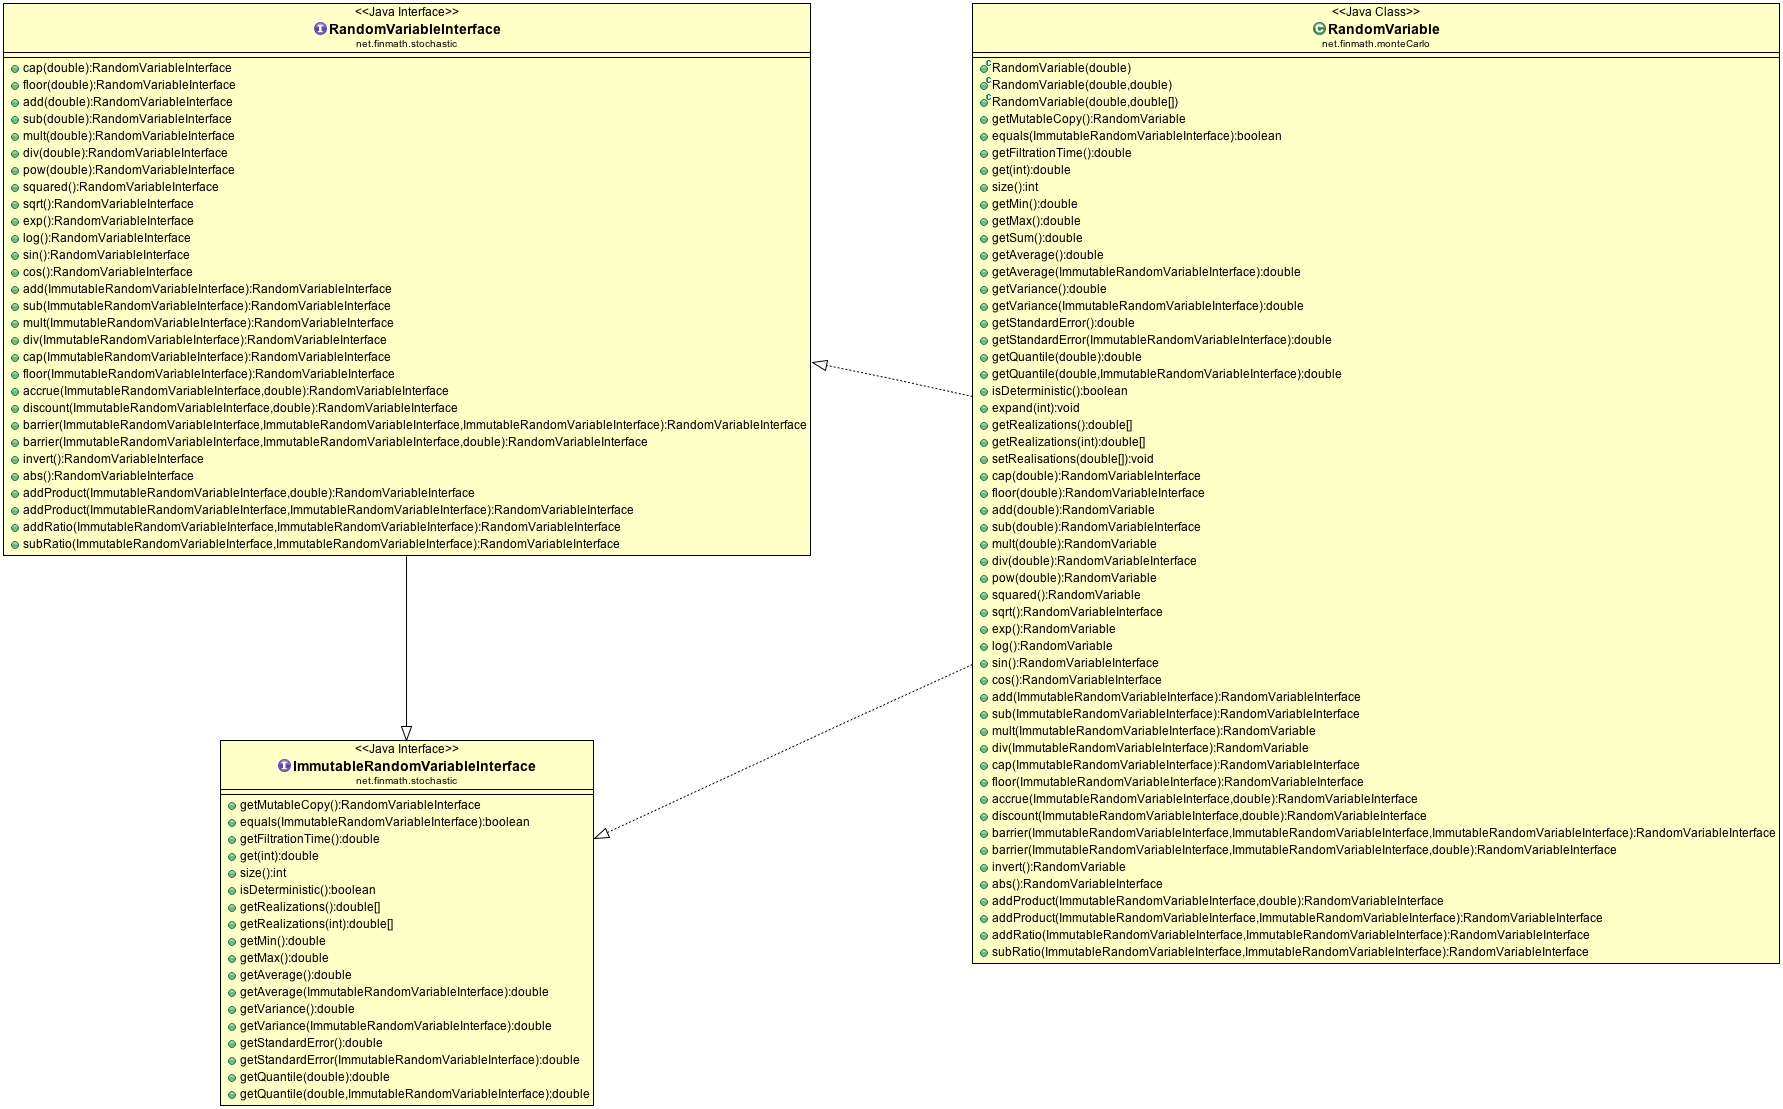 <<Java Interface>>
RandomVariableInterface
net.finmath.stochastic
cap(double):RandomVariableInterface
floor(double):RandomVariableInterface
add(double):RandomVariableInterface
sub(double):RandomVariableInterface
mult(double):RandomVariableInterface
div(double):RandomVariableInterface
pow(double):RandomVariableInterface
squared():RandomVariableInterface
sqrt():RandomVariableInterface
exp():RandomVariableInterface
log():RandomVariableInterface
sin():RandomVariableInterface
cos():RandomVariableInterface
add(ImmutableRandomVariableInterface):RandomVariableInterface
sub(ImmutableRandomVariableInterface):RandomVariableInterface
mult(ImmutableRandomVariableInterface):RandomVariableInterface
div(ImmutableRandomVariableInterface):RandomVariableInterface
cap(ImmutableRandomVariableInterface):RandomVariableInterface
floor(ImmutableRandomVariableInterface):RandomVariableInterface
accrue(ImmutableRandomVariableInterface,double):RandomVariableInterface
discount(ImmutableRandomVariableInterface,double):RandomVariableInterface
barrier(ImmutableRandomVariableInterface,ImmutableRandomVariableInterface,ImmutableRandomVariableInterface):RandomVariableInterface
barrier(ImmutableRandomVariableInterface,ImmutableRandomVariableInterface,double):RandomVariableInterface
invert():RandomVariableInterface
abs():RandomVariableInterface
addProduct(ImmutableRandomVariableInterface,double):RandomVariableInterface
addProduct(ImmutableRandomVariableInterface,ImmutableRandomVariableInterface):RandomVariableInterface
addRatio(ImmutableRandomVariableInterface,ImmutableRandomVariableInterface):RandomVariableInterface
subRatio(ImmutableRandomVariableInterface,ImmutableRandomVariableInterface):RandomVariableInterface
<<Java Interface>>
ImmutableRandomVariableInterface
net.finmath.stochastic
getMutableCopy():RandomVariableInterface
equals(ImmutableRandomVariableInterface):boolean
getFiltrationTime():double
get(int):double
size():int
isDeterministic():boolean
getRealizations():double[]
getRealizations(int):double[]
getMin():double
getMax():double
getAverage():double
getAverage(ImmutableRandomVariableInterface):double
getVariance():double
getVariance(ImmutableRandomVariableInterface):double
getStandardError():double
getStandardError(ImmutableRandomVariableInterface):double
getQuantile(double):double
getQuantile(double,ImmutableRandomVariableInterface):double
<<Java Class>>
RandomVariable
net.finmath.monteCarlo
RandomVariable(double)
RandomVariable(double,double)
RandomVariable(double,double[])
getMutableCopy():RandomVariable
equals(ImmutableRandomVariableInterface):boolean
getFiltrationTime():double
get(int):double
size():int
getMin():double
getMax():double
getSum():double
getAverage():double
getAverage(ImmutableRandomVariableInterface):double
getVariance():double
getVariance(ImmutableRandomVariableInterface):double
getStandardError():double
getStandardError(ImmutableRandomVariableInterface):double
getQuantile(double):double
getQuantile(double,ImmutableRandomVariableInterface):double
isDeterministic():boolean
expand(int):void
getRealizations():double[]
getRealizations(int):double[]
setRealisations(double[]):void
cap(double):RandomVariableInterface
floor(double):RandomVariableInterface
add(double):RandomVariable
sub(double):RandomVariableInterface
mult(double):RandomVariable
div(double):RandomVariableInterface
pow(double):RandomVariable
squared():RandomVariable
sqrt():RandomVariableInterface
exp():RandomVariable
log():RandomVariable
sin():RandomVariableInterface
cos():RandomVariableInterface
add(ImmutableRandomVariableInterface):RandomVariableInterface
sub(ImmutableRandomVariableInterface):RandomVariableInterface
mult(ImmutableRandomVariableInterface):RandomVariable
div(ImmutableRandomVariableInterface):RandomVariable
cap(ImmutableRandomVariableInterface):RandomVariableInterface
floor(ImmutableRandomVariableInterface):RandomVariableInterface
accrue(ImmutableRandomVariableInterface,double):RandomVariableInterface
discount(ImmutableRandomVariableInterface,double):RandomVariableInterface
barrier(ImmutableRandomVariableInterface,ImmutableRandomVariableInterface,ImmutableRandomVariableInterface):RandomVariableInterface
barrier(ImmutableRandomVariableInterface,ImmutableRandomVariableInterface,double):RandomVariableInterface
invert():RandomVariable
abs():RandomVariableInterface
addProduct(ImmutableRandomVariableInterface,double):RandomVariableInterface
addProduct(ImmutableRandomVariableInterface,ImmutableRandomVariableInterface):RandomVariableInterface
addRatio(ImmutableRandomVariableInterface,ImmutableRandomVariableInterface):RandomVariableInterface
subRatio(ImmutableRandomVariableInterface,ImmutableRandomVariableInterface):RandomVariableInterface